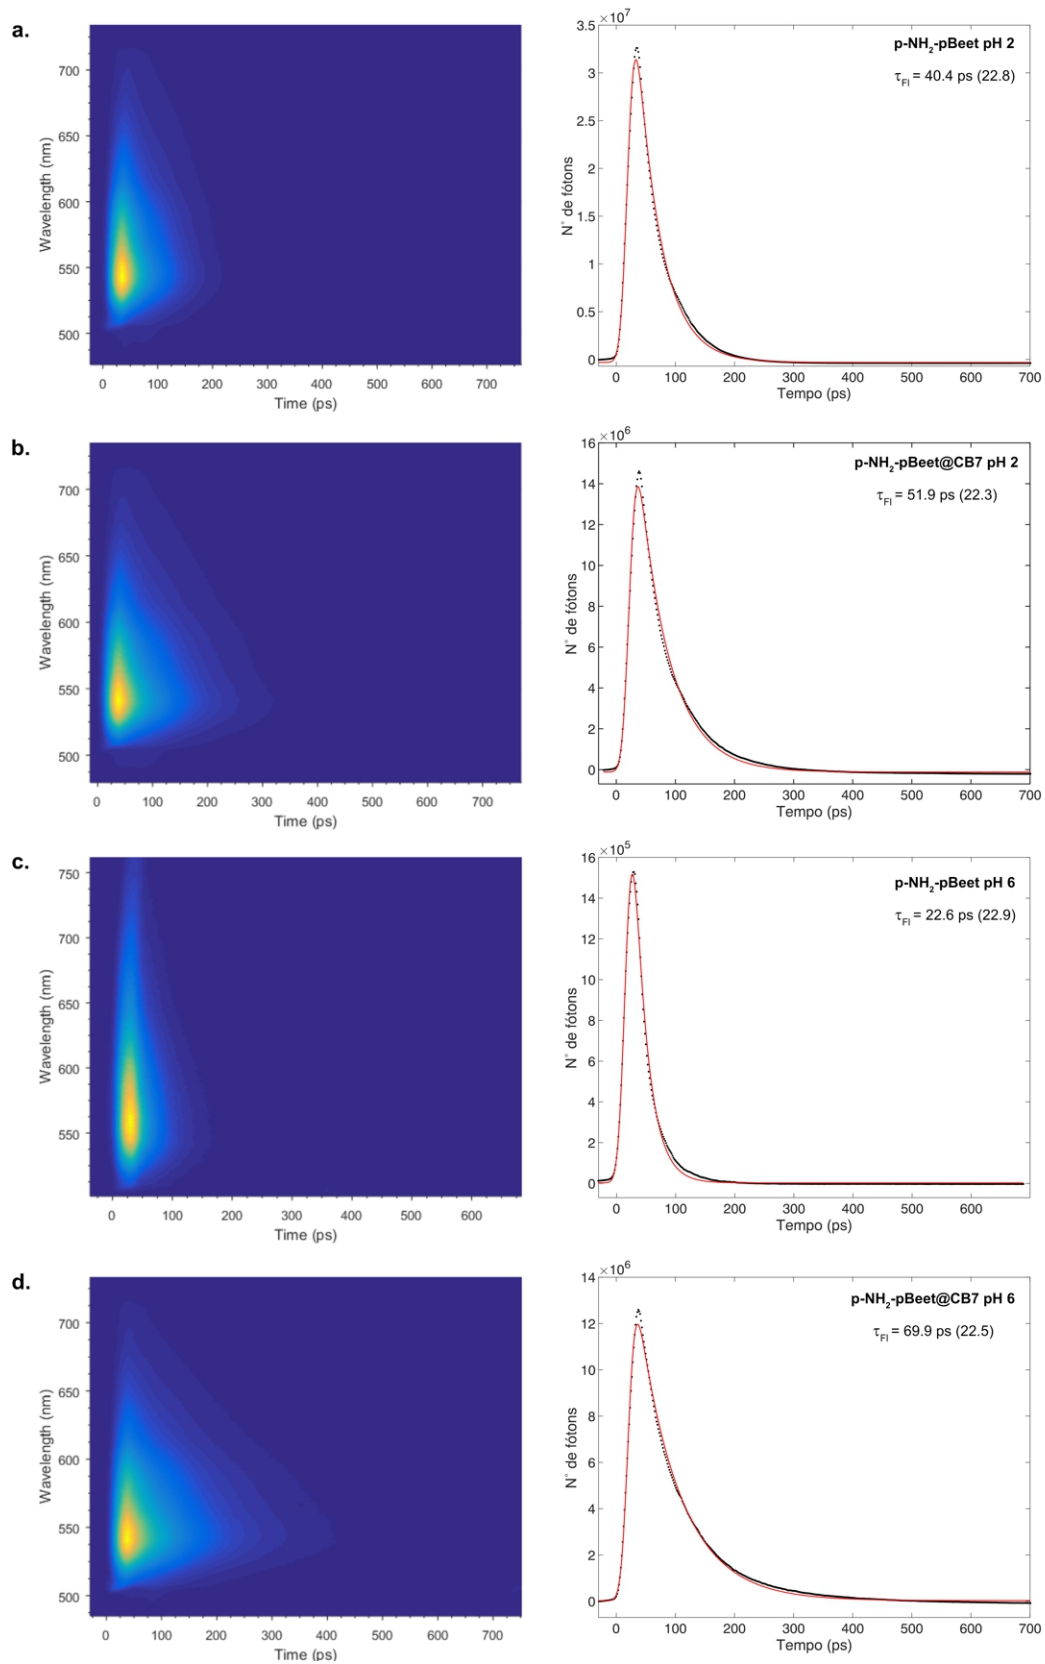 a.
700
650
600
550
500
Wavelength (nm)
0 100 200 300 400 500 600 700
Time (ps)
×10⁷
3.5
3
2.5
2
1.5
1
0.5
0
N° de fótons
p-NH₂-pBeet pH 2
τ_Fl = 40.4 ps (22.8)
0 100 200 300 400 500 600 700
Tempo (ps)
b.
700
650
600
550
500
Wavelength (nm)
0 100 200 300 400 500 600 700
Time (ps)
×10⁶
16
14
12
10
8
6
4
2
0
N° de fótons
p-NH₂-pBeet@CB7 pH 2
τ_Fl = 51.9 ps (22.3)
0 100 200 300 400 500 600 700
Tempo (ps)
c.
750
700
650
600
550
Wavelength (nm)
0 100 200 300 400 500 600
Time (ps)
×10⁵
16
14
12
10
8
6
4
2
0
N° de fótons
p-NH₂-pBeet pH 6
τ_Fl = 22.6 ps (22.9)
0 100 200 300 400 500 600
Tempo (ps)
d.
700
650
600
550
500
Wavelength (nm)
0 100 200 300 400 500 600 700
Time (ps)
×10⁶
14
12
10
8
6
4
2
0
N° de fótons
p-NH₂-pBeet@CB7 pH 6
τ_Fl = 69.9 ps (22.5)
0 100 200 300 400 500 600 700
Tempo (ps)